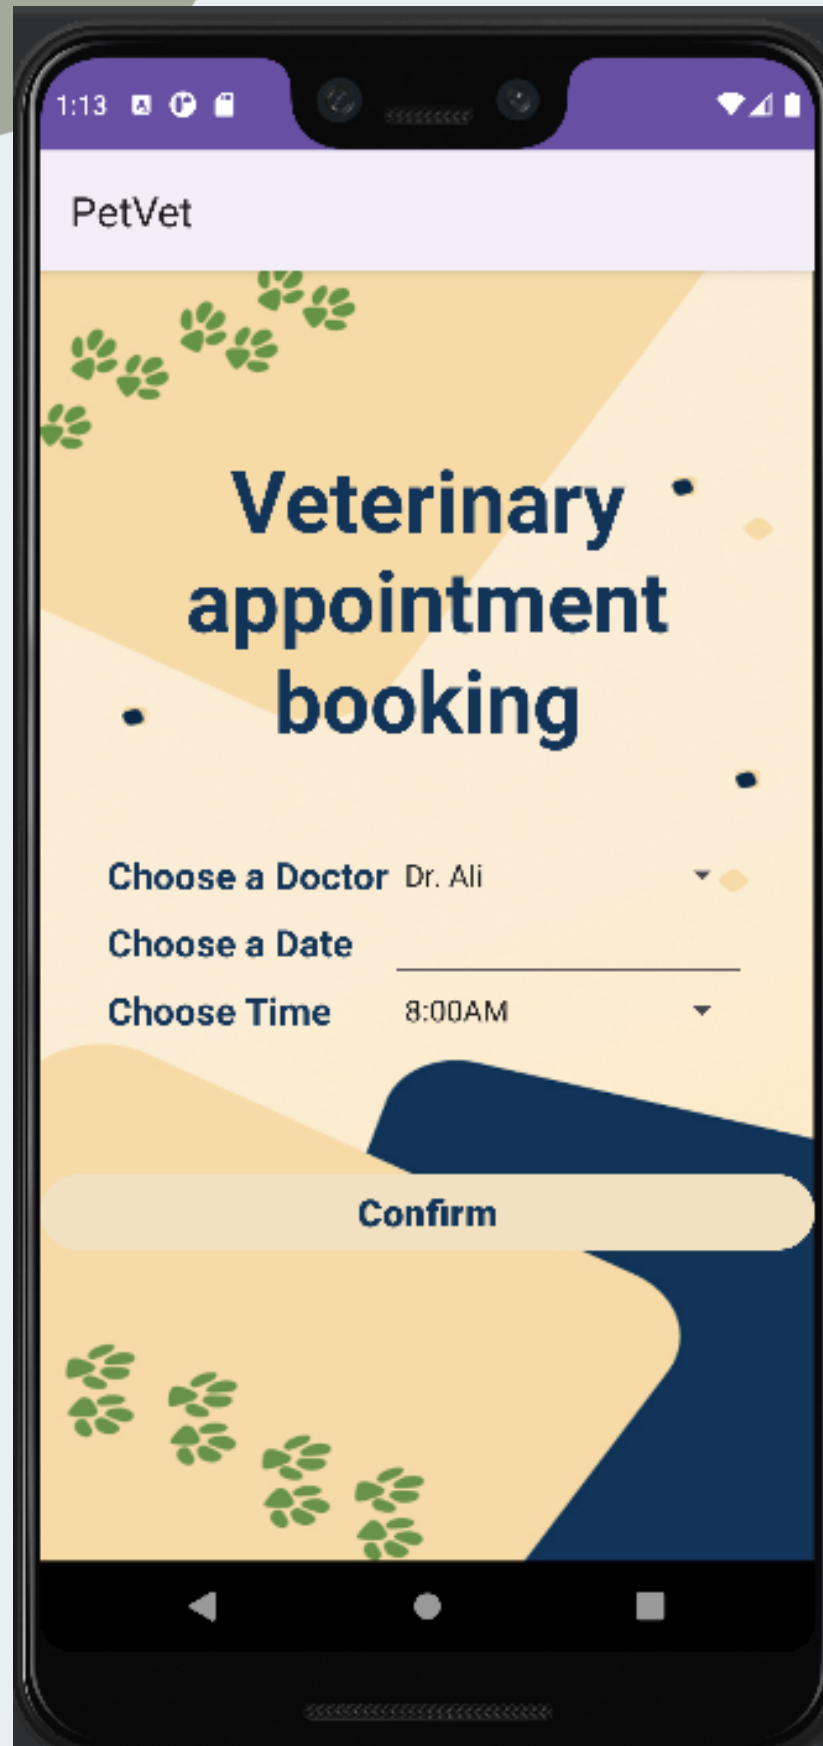 1:13
PetVet
Veterinary
appointment
booking
Choose a Doctor Dr. Ali
Choose a Date
Choose Time 8:00AM
Confirm